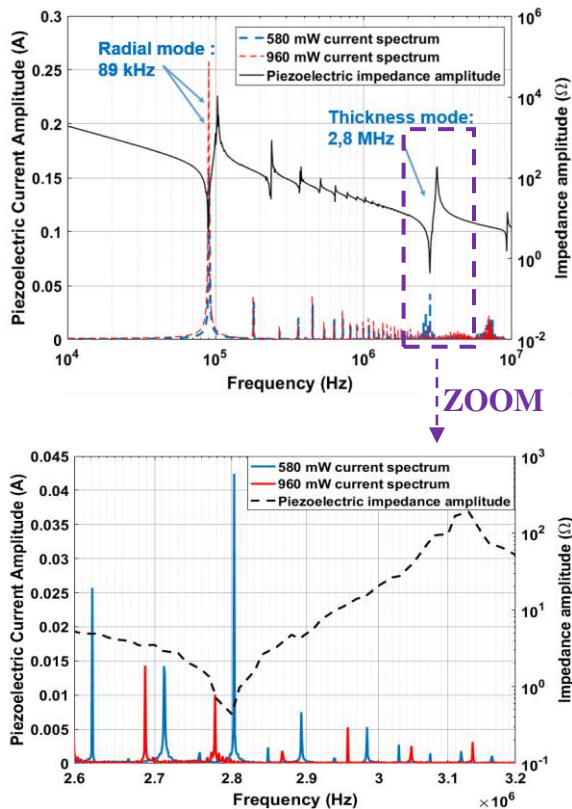 10^6
0.3
580 mW current spectrum
960 mW current spectrum
Piezoelectric impedance amplitude
Radial mode :
89 kHz
0.25
10^4
0.2
Thickness mode:
2,8 MHz
0.15
10^2
0.1
10^0
0.05
0
10^-2
10^4
10^5
10^6
10^7
Piezoelectric Current Amplitude (A)
Impedance amplitude (Ω)
Frequency (Hz)
ZOOM
0.045
10^3
580 mW current spectrum
960 mW current spectrum
Piezoelectric impedance amplitude
0.04
0.035
10^2
0.03
0.025
10^1
0.02
0.015
10^0
0.01
0.005
0
10^-1
2.6
2.7
2.8
2.9
3
3.1
3.2
Piezoelectric Current Amplitude (A)
Impedance amplitude (Ω)
Frequency (Hz)
× 10^6